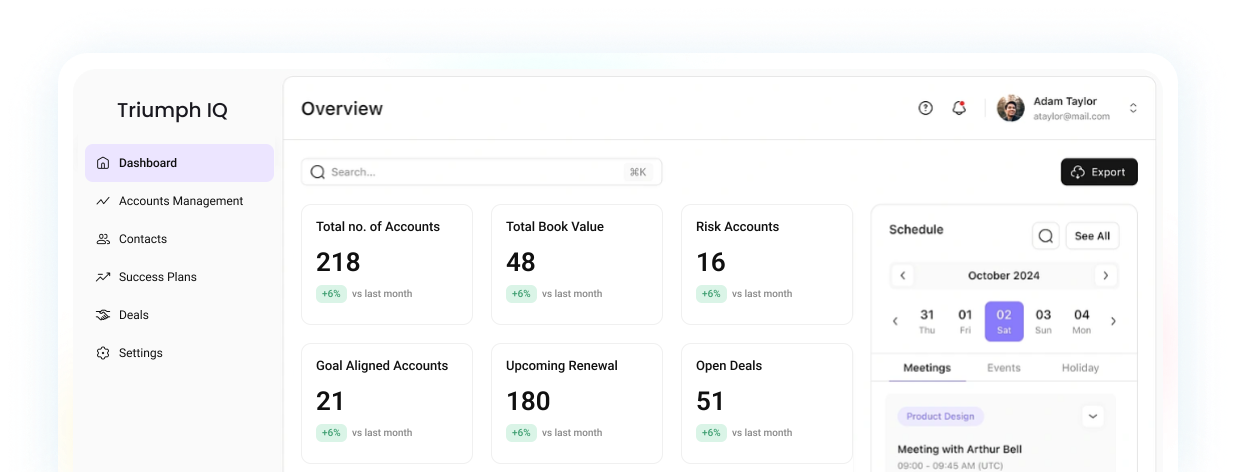 Triumph IQ
Dashboard
Accounts Management
Contacts
Success Plans
Deals
Settings
Overview
Adam Taylor
ataylor@mail.com
Search...
⌘K
Export
Total no. of Accounts
218
+6% vs last month
Total Book Value
48
+6% vs last month
Risk Accounts
16
+6% vs last month
Goal Aligned Accounts
21
+6% vs last month
Upcoming Renewal
180
+6% vs last month
Open Deals
51
+6% vs last month
Schedule
See All
October 2024
31 01 02 03 04
Thu Fri Sat Sun Mon
Meetings Events Holiday
Product Design
Meeting with Arthur Bell
09:00 - 09:45 AM (UTC)